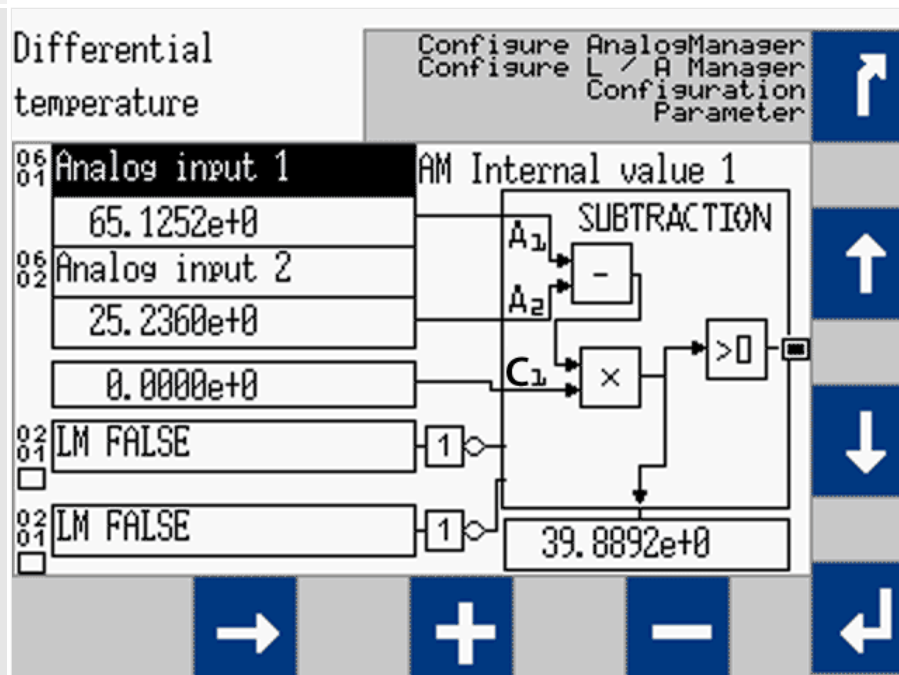 Differential
temperature
Configure AnalogManager
Configure L / A Manager
Configuration
Parameter
06
01
Analog input 1
AM Internal value 1
65.1252e+0
SUBTRACTION
A1
06
02
Analog input 2
-
A2
25.2360e+0
>0
0.0000e+0
C1
×
02
01
LM FALSE
1
02
01
LM FALSE
1
39.8892e+0